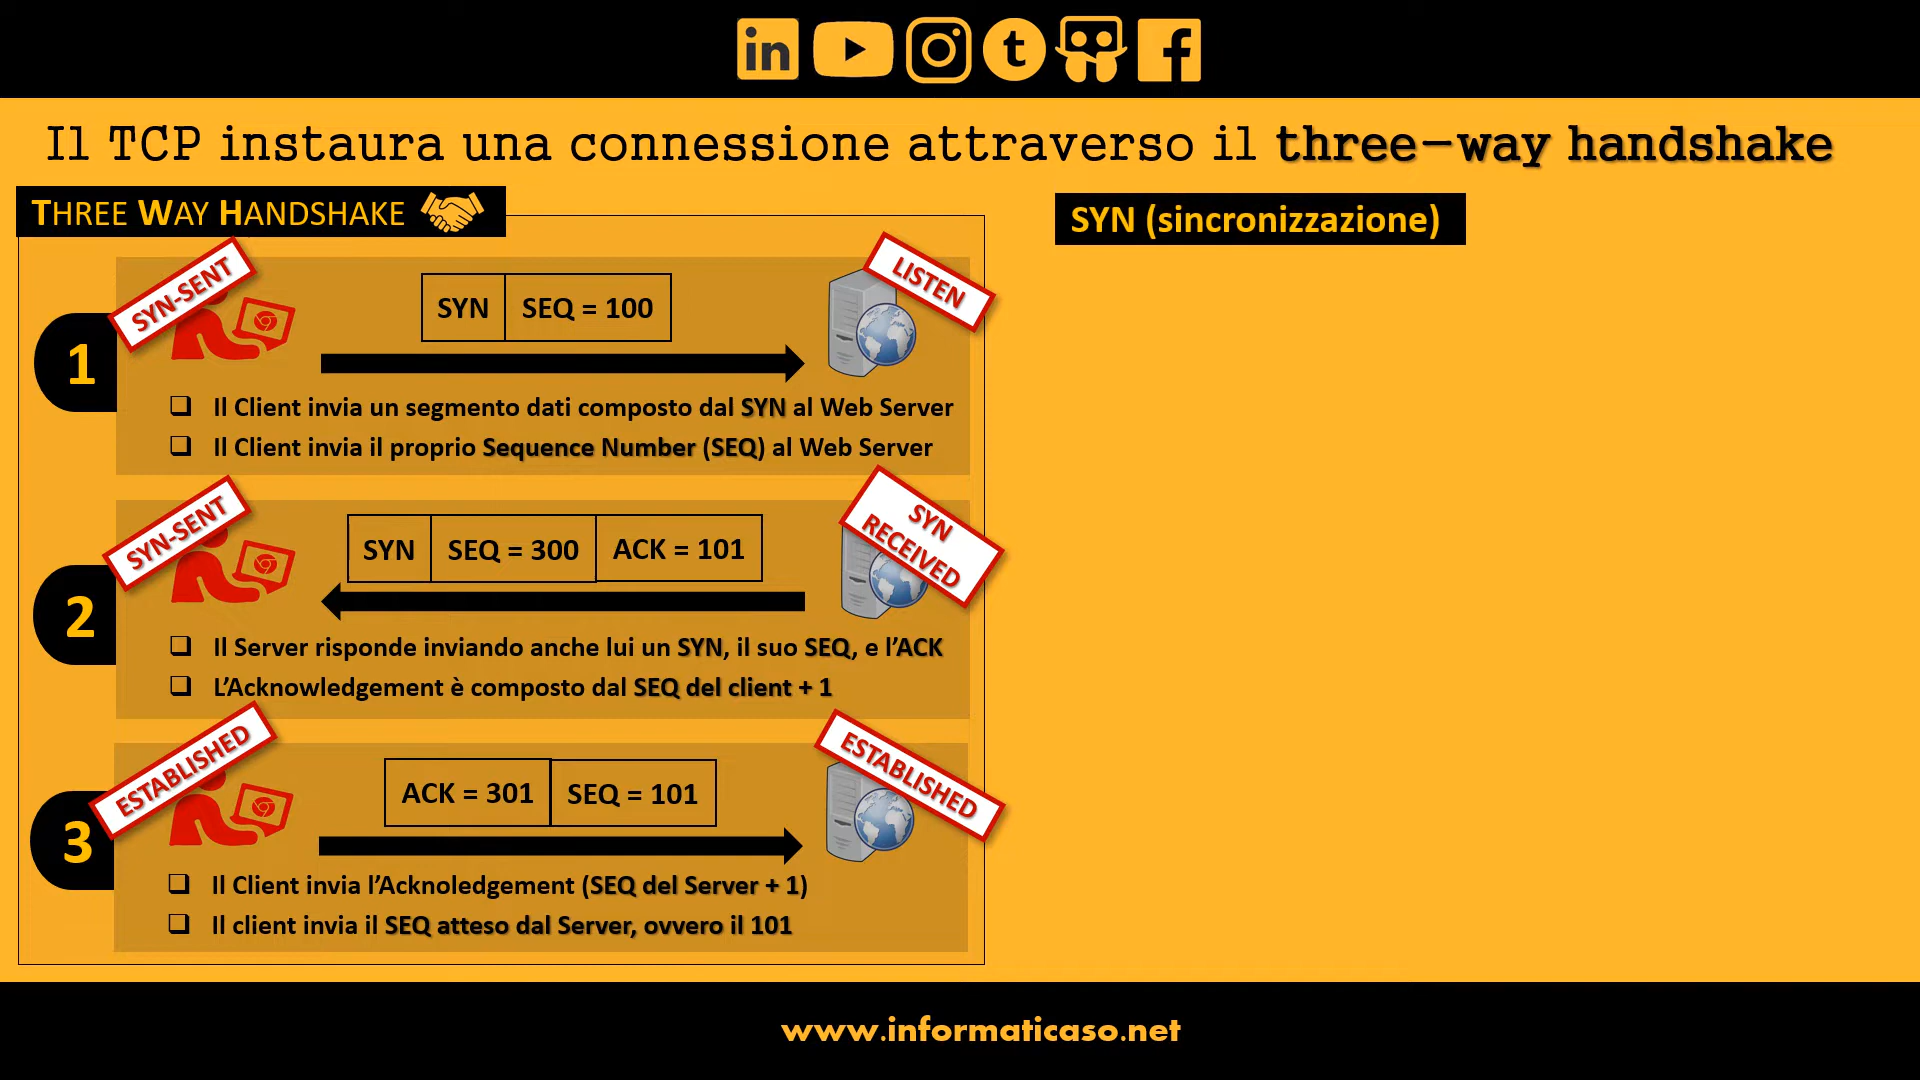 Il TCP instaura una connessione attraverso il three-way handshake
THREE WAY HANDSHAKE
SYN (sincronizzazione)
1
SYN-SENT
SYN
SEQ = 100
LISTEN
Il Client invia un segmento dati composto dal SYN al Web Server
Il Client invia il proprio Sequence Number (SEQ) al Web Server
2
SYN-SENT
SYN
SEQ = 300
ACK = 101
SYN
RECEIVED
Il Server risponde inviando anche lui un SYN, il suo SEQ, e l’ACK
L’Acknowledgement è composto dal SEQ del client + 1
3
ESTABLISHED
ACK = 301
SEQ = 101
ESTABLISHED
Il Client invia l’Acknoledgement (SEQ del Server + 1)
Il client invia il SEQ atteso dal Server, ovvero il 101
www.informaticaso.net